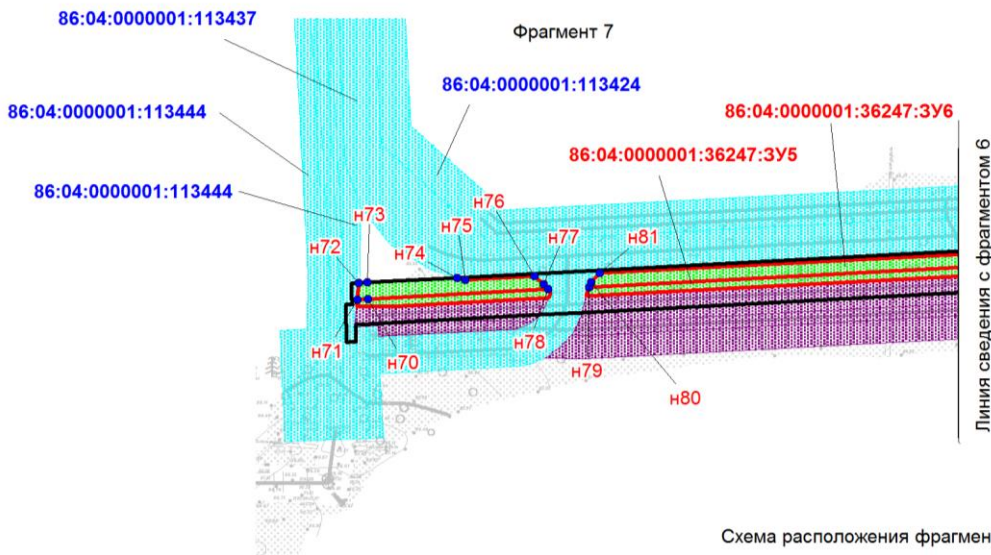 86:04:0000001:113437
Фрагмент 7
86:04:0000001:113424
86:04:0000001:113444
86:04:0000001:36247:ЗУ6
86:04:0000001:36247:ЗУ5
86:04:0000001:113444
н76
н73
н75
н77
н81
н72
н74
н71
н70
н78
н79
н80
Линия сведения с фрагментом 6
Схема расположения фрагмен